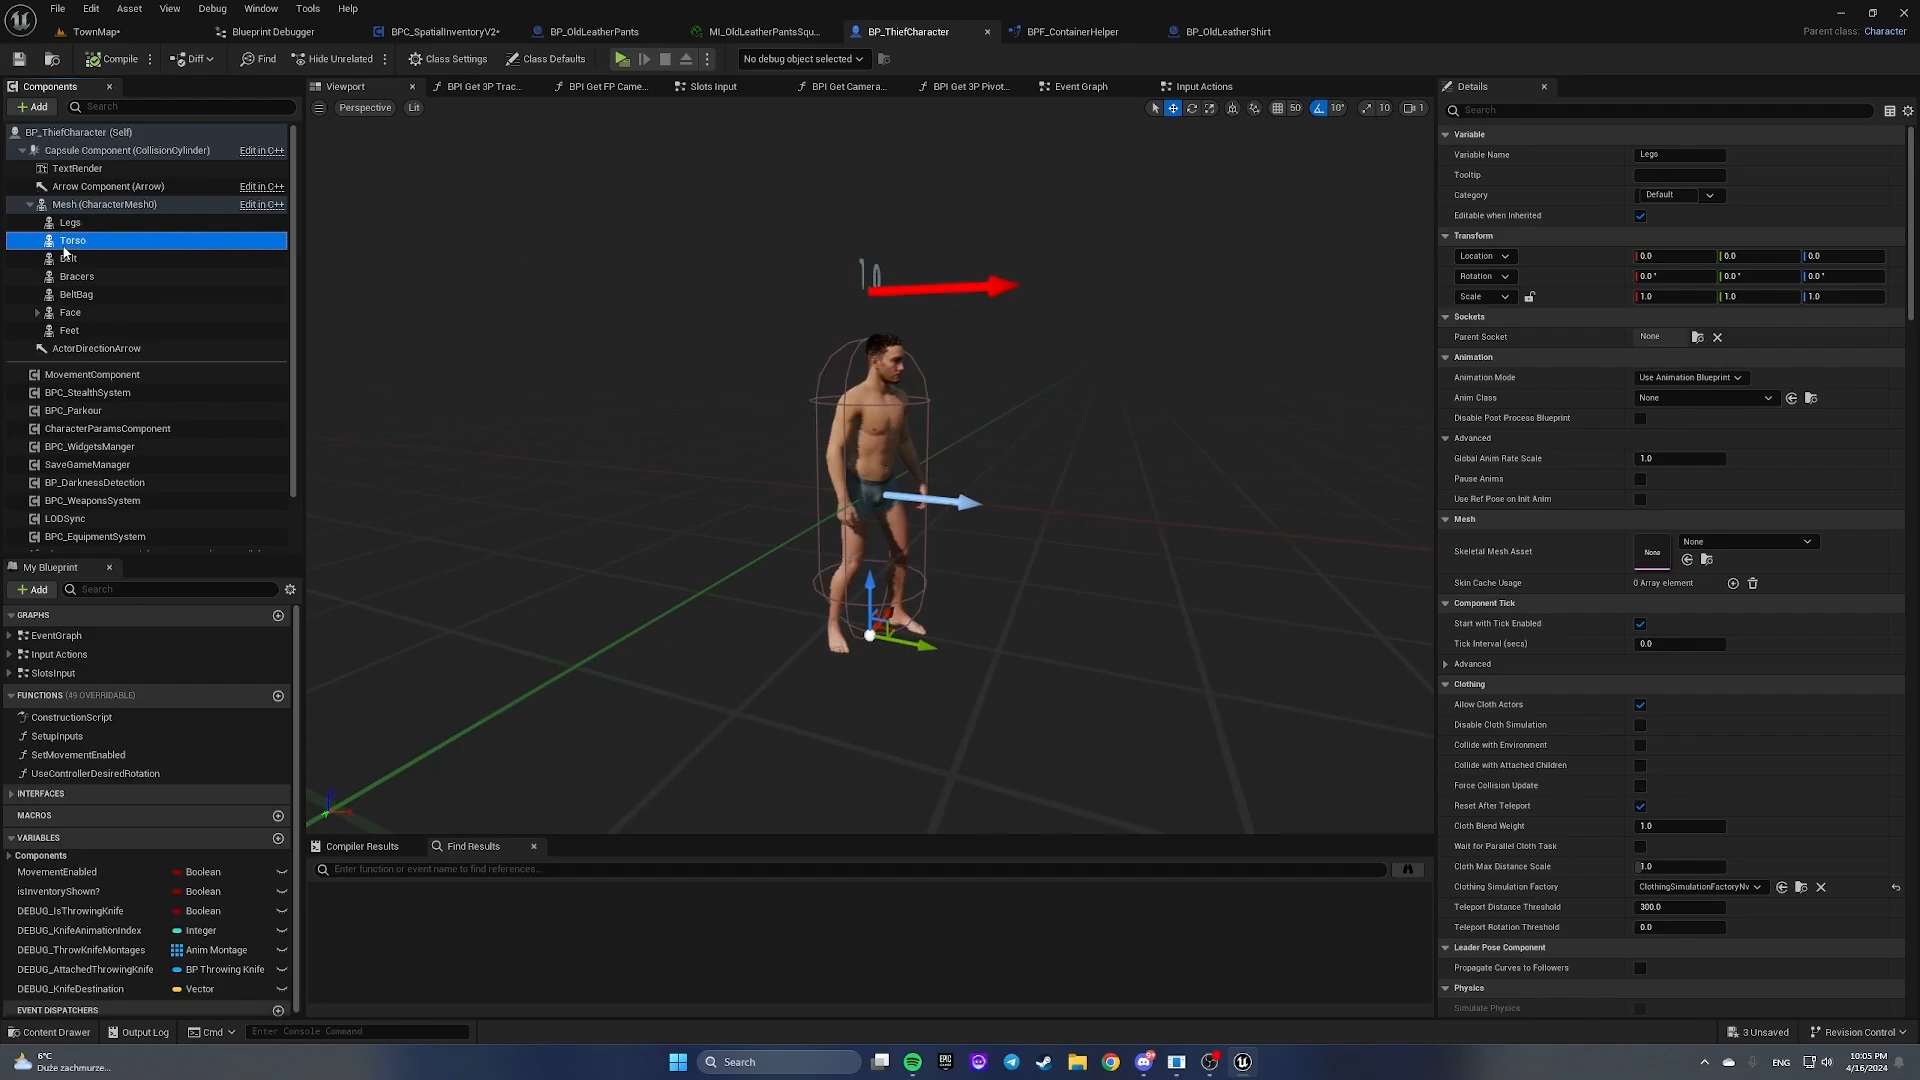 File Edit Asset View Debug Window Tools Help
TownMap•
Blueprint Debugger
BPC_SpatialInventoryV2•
BP_OldLeatherPants
MI_OldLeatherPantsSqu...
BP_ThiefCharacter
BPF_ContainerHelper
BP_OldLeatherShirt
Parent class: Character
Compile
Diff
Find
Hide Unrelated
Class Settings
Class Defaults
No debug object selected
Components
+ Add
Search
BP_ThiefCharacter (Self)
Capsule Component (CollisionCylinder) Edit in C++
TextRender
Arrow Component (Arrow) Edit in C++
Mesh (CharacterMesh0) Edit in C++
Legs
Torso
Belt
Bracers
BeltBag
Face
Feet
ActorDirectionArrow
MovementComponent
BPC_StealthSystem
BPC_Parkour
CharacterParamsComponent
BPC_WidgetsManger
SaveGameManager
BP_DarknessDetection
BPC_WeaponsSystem
LODSync
BPC_EquipmentSystem
My Blueprint
+ Add
Search
GRAPHS
EventGraph
Input Actions
SlotsInput
FUNCTIONS (49 OVERRIDABLE)
ConstructionScript
SetupInputs
SetMovementEnabled
UseControllerDesiredRotation
INTERFACES
MACROS
VARIABLES
Components
MovementEnabled Boolean
isInventoryShown? Boolean
DEBUG_IsThrowingKnife Boolean
DEBUG_KnifeAnimationIndex Integer
DEBUG_ThrowKnifeMontages Anim Montage
DEBUG_AttachedThrowingKnife BP Throwing Knife
DEBUG_KnifeDestination Vector
EVENT DISPATCHERS
Viewport
BPI Get 3P Trac...
BPI Get FP Came...
Slots Input
BPI Get Camera...
BPI Get 3P Pivot...
Event Graph
Input Actions
Perspective
Lit
50
10°
10
1
Compiler Results
Find Results
Enter function or event name to find references...
Details
Search
Variable
Variable Name Legs
Tooltip
Category Default
Editable when Inherited
Transform
Location 0.0 0.0 0.0
Rotation 0.0 ° 0.0 ° 0.0 °
Scale 1.0 1.0 1.0
Sockets
Parent Socket None
Animation
Animation Mode Use Animation Blueprint
Anim Class None
Disable Post Process Blueprint
Advanced
Global Anim Rate Scale 1.0
Pause Anims
Use Ref Pose on Init Anim
Mesh
Skeletal Mesh Asset None None
Skin Cache Usage 0 Array element
Component Tick
Start with Tick Enabled
Tick Interval (secs) 0.0
Advanced
Clothing
Allow Cloth Actors
Disable Cloth Simulation
Collide with Environment
Collide with Attached Children
Force Collision Update
Reset After Teleport
Cloth Blend Weight 1.0
Wait for Parallel Cloth Task
Cloth Max Distance Scale 1.0
Clothing Simulation Factory ClothingSimulationFactoryNv
Teleport Distance Threshold 300.0
Teleport Rotation Threshold 0.0
Leader Pose Component
Propagate Curves to Followers
Physics
Simulate Physics
Content Drawer
Output Log
Cmd
Enter Console Command
3 Unsaved
Revision Control
6°C
Duże zachmurze...
Search
ENG
10:05 PM
4/16/2024